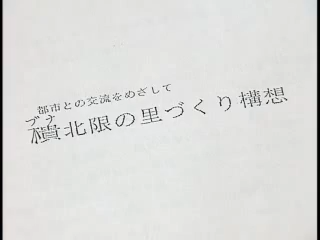 都市との交流をめざして
ブナ
樻北限の里づくり構想